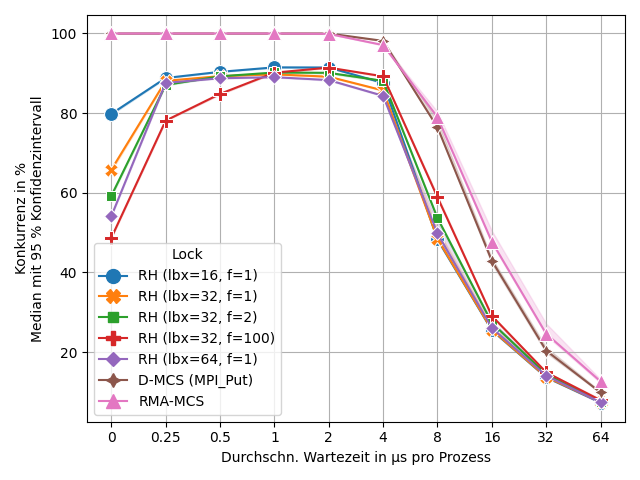 Konkurrenz in %
Median mit 95 % Konfidenzintervall
100
80
60
40
20
Lock
RH (lbx=16, f=1)
RH (lbx=32, f=1)
RH (lbx=32, f=2)
RH (lbx=32, f=100)
RH (lbx=64, f=1)
D-MCS (MPI_Put)
RMA-MCS
0 0.25 0.5 1 2 4 8 16 32 64
Durchschn. Wartezeit in µs pro Prozess